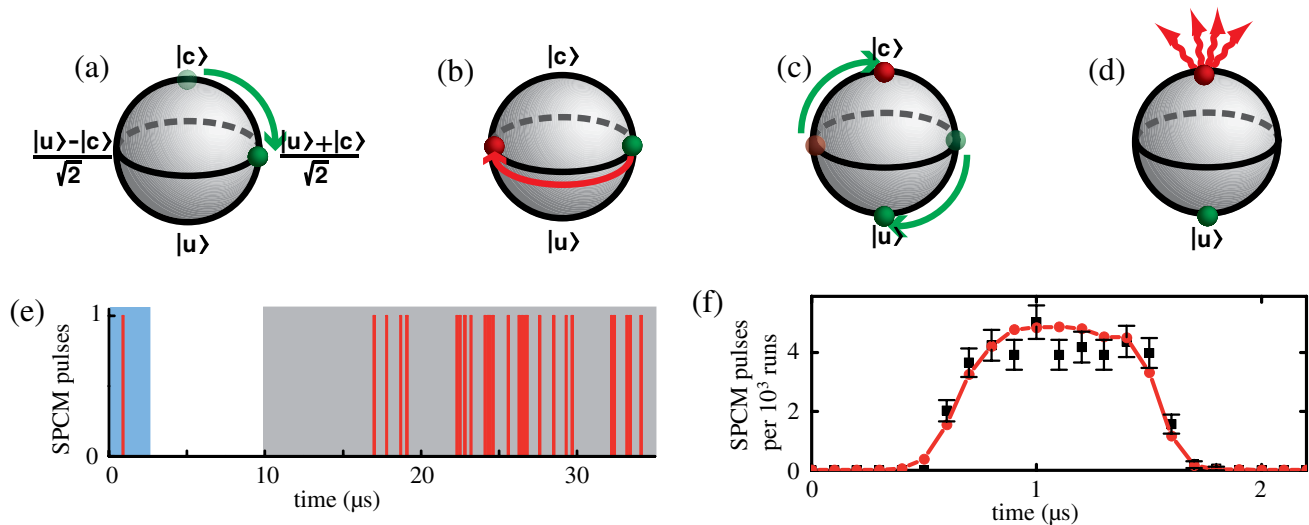 (a)
|c⟩
|u⟩-|c⟩
√2
|u⟩+|c⟩
√2
|u⟩
(b)
|c⟩
|u⟩
(c)
|c⟩
|u⟩
(d)
|u⟩
(e)
SPCM pulses
1
0
0
10
20
30
time (μs)
(f)
SPCM pulses
per 10³ runs
4
2
0
0
1
2
time (μs)